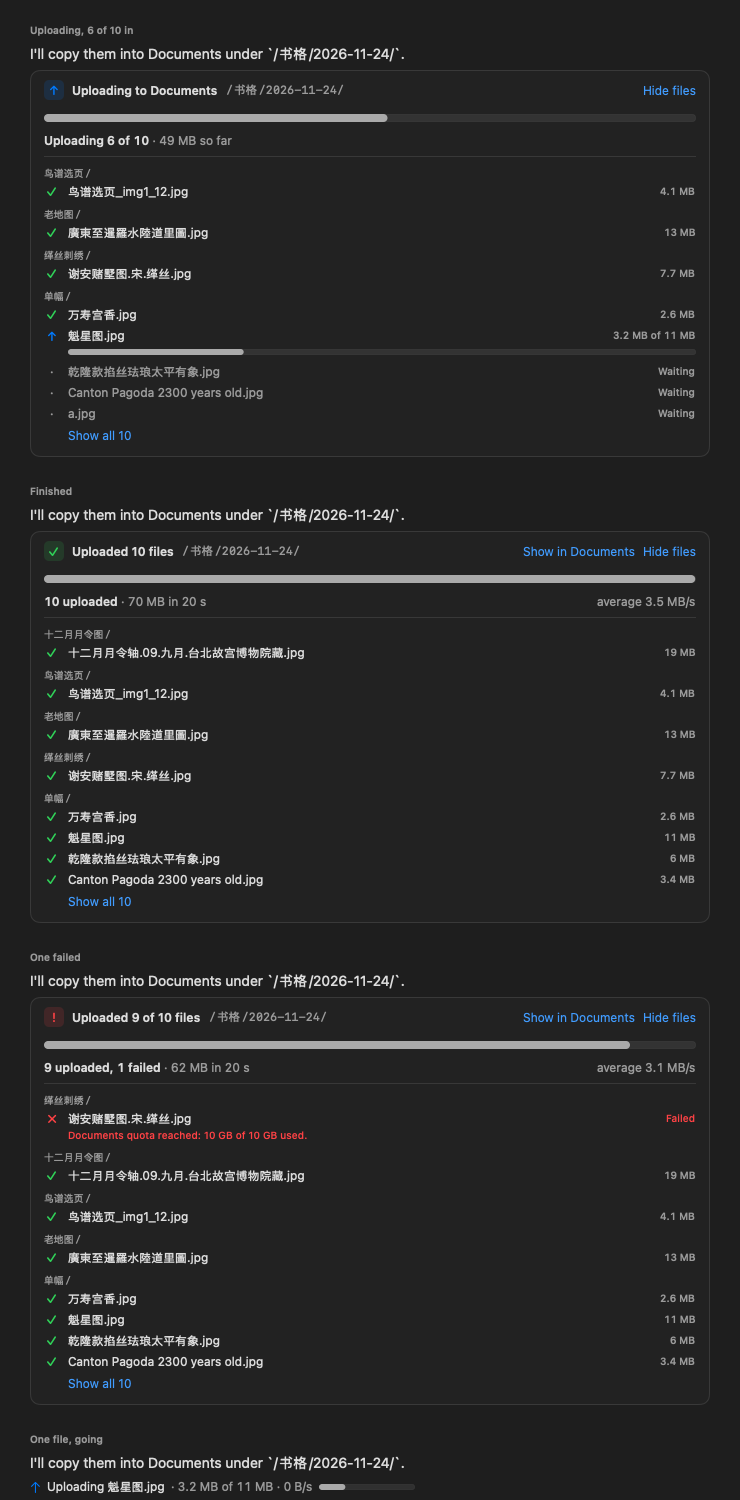 Uploading, 6 of 10 in
I'll copy them into Documents under `/书格/2026-11-24/`.
Uploading to Documents /书格/2026-11-24/ Hide files
Uploading 6 of 10 · 49 MB so far
鸟谱选页 /
鸟谱选页_img1_12.jpg 4.1 MB
老地图 /
廣東至暹羅水陸道里圖.jpg 13 MB
缂丝刺绣 /
谢安赌墅图.宋.缂丝.jpg 7.7 MB
单幅 /
万寿宫香.jpg 2.6 MB
魁星图.jpg 3.2 MB of 11 MB
乾隆款掐丝珐琅太平有象.jpg Waiting
Canton Pagoda 2300 years old.jpg Waiting
a.jpg Waiting
Show all 10
Finished
I'll copy them into Documents under `/书格/2026-11-24/`.
Uploaded 10 files /书格/2026-11-24/ Show in Documents Hide files
10 uploaded · 70 MB in 20 s average 3.5 MB/s
十二月月令图 /
十二月月令轴.09.九月.台北故宫博物院藏.jpg 19 MB
鸟谱选页 /
鸟谱选页_img1_12.jpg 4.1 MB
老地图 /
廣東至暹羅水陸道里圖.jpg 13 MB
缂丝刺绣 /
谢安赌墅图.宋.缂丝.jpg 7.7 MB
单幅 /
万寿宫香.jpg 2.6 MB
魁星图.jpg 11 MB
乾隆款掐丝珐琅太平有象.jpg 6 MB
Canton Pagoda 2300 years old.jpg 3.4 MB
Show all 10
One failed
I'll copy them into Documents under `/书格/2026-11-24/`.
Uploaded 9 of 10 files /书格/2026-11-24/ Show in Documents Hide files
9 uploaded, 1 failed · 62 MB in 20 s average 3.1 MB/s
缂丝刺绣 /
谢安赌墅图.宋.缂丝.jpg Failed
Documents quota reached: 10 GB of 10 GB used.
十二月月令图 /
十二月月令轴.09.九月.台北故宫博物院藏.jpg 19 MB
鸟谱选页 /
鸟谱选页_img1_12.jpg 4.1 MB
老地图 /
廣東至暹羅水陸道里圖.jpg 13 MB
单幅 /
万寿宫香.jpg 2.6 MB
魁星图.jpg 11 MB
乾隆款掐丝珐琅太平有象.jpg 6 MB
Canton Pagoda 2300 years old.jpg 3.4 MB
Show all 10
One file, going
I'll copy them into Documents under `/书格/2026-11-24/`.
Uploading 魁星图.jpg · 3.2 MB of 11 MB · 0 B/s